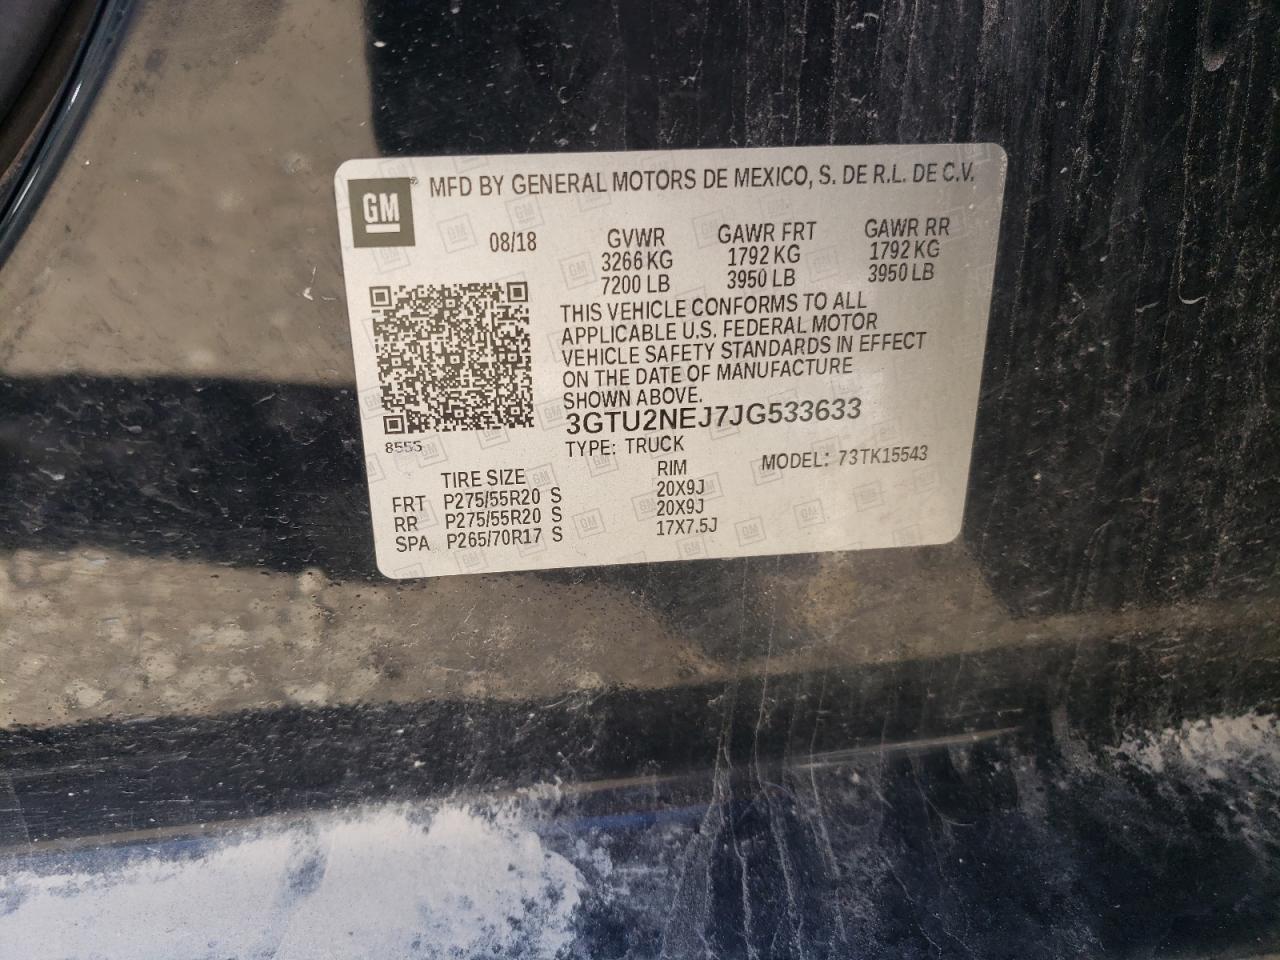 GM® MFD BY GENERAL MOTORS DE MEXICO, S. DE R.L. DE C.V.
08/18 GVWR GAWR FRT GAWR RR
3266 KG 1792 KG 1792 KG
7200 LB 3950 LB 3950 LB
THIS VEHICLE CONFORMS TO ALL
APPLICABLE U.S. FEDERAL MOTOR
VEHICLE SAFETY STANDARDS IN EFFECT
ON THE DATE OF MANUFACTURE
SHOWN ABOVE.
3GTU2NEJ7JG533633
TYPE: TRUCK
MODEL: 73TK15543
TIRE SIZE RIM
FRT P275/55R20 S 20X9J
RR P275/55R20 S 20X9J
SPA P265/70R17 S 17X7.5J